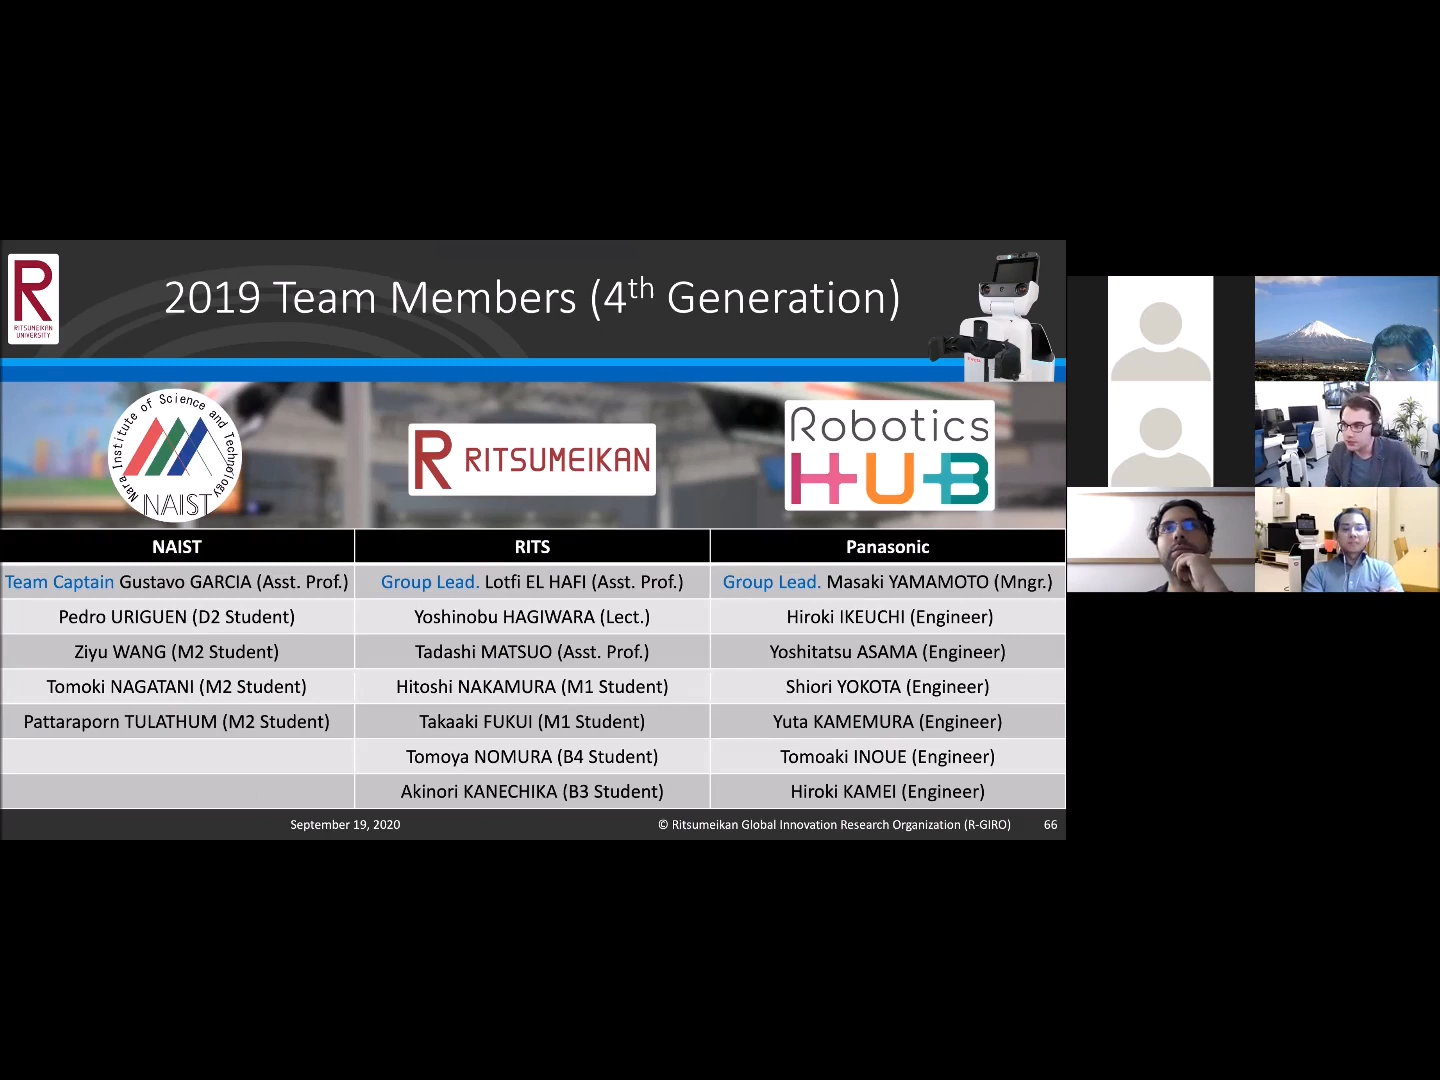 2019 Team Members (4th Generation)
R
RITSUMEIKAN
UNIVERSITY
Nara Institute of Science and Technology
NAIST
R RITSUMEIKAN
Robotics
HUB
NAIST RITS Panasonic
Team Captain Gustavo GARCIA (Asst. Prof.) Group Lead. Lotfi EL HAFI (Asst. Prof.) Group Lead. Masaki YAMAMOTO (Mngr.)
Pedro URIGUEN (D2 Student) Yoshinobu HAGIWARA (Lect.) Hiroki IKEUCHI (Engineer)
Ziyu WANG (M2 Student) Tadashi MATSUO (Asst. Prof.) Yoshitatsu ASAMA (Engineer)
Tomoki NAGATANI (M2 Student) Hitoshi NAKAMURA (M1 Student) Shiori YOKOTA (Engineer)
Pattaraporn TULATHUM (M2 Student) Takaaki FUKUI (M1 Student) Yuta KAMEMURA (Engineer)
Tomoya NOMURA (B4 Student) Tomoaki INOUE (Engineer)
Akinori KANECHIKA (B3 Student) Hiroki KAMEI (Engineer)
September 19, 2020 © Ritsumeikan Global Innovation Research Organization (R-GIRO) 66